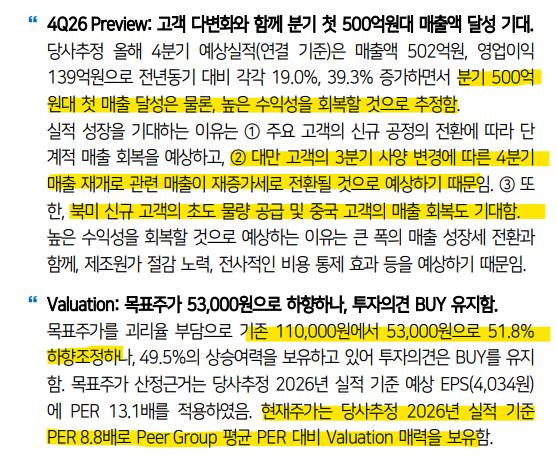 “ 4Q26 Preview: 고객 다변화와 함께 분기 첫 500억원대 매출액 달성 기대.
당사추정 올해 4분기 예상실적(연결 기준)은 매출액 502억원, 영업이익
139억원으로 전년동기 대비 각각 19.0%, 39.3% 증가하면서 분기 500억
원대 첫 매출 달성은 물론, 높은 수익성을 회복할 것으로 추정함.
실적 성장을 기대하는 이유는 ① 주요 고객의 신규 공정의 전환에 따라 단
계적 매출 회복을 예상하고, ② 대만 고객의 3분기 사양 변경에 따른 4분기
매출 재개로 관련 매출이 재증가세로 전환될 것으로 예상하기 때문임. ③ 또
한, 북미 신규 고객의 초도 물량 공급 및 중국 고객의 매출 회복도 기대함.
높은 수익성을 회복할 것으로 예상하는 이유는 큰 폭의 매출 성장세 전환과
함께, 제조원가 절감 노력, 전사적인 비용 통제 효과 등을 예상하기 때문임.
“ Valuation: 목표주가 53,000원으로 하향하나, 투자의견 BUY 유지함.
목표주가를 괴리율 부담으로 기존 110,000원에서 53,000원으로 51.8%
하향조정하나, 49.5%의 상승여력을 보유하고 있어 투자의견은 BUY를 유지
함. 목표주가 산정근거는 당사추정 2026년 실적 기준 예상 EPS(4,034원)
에 PER 13.1배를 적용하였음. 현재주가는 당사추정 2026년 실적 기준
PER 8.8배로 Peer Group 평균 PER 대비 Valuation 매력을 보유함.